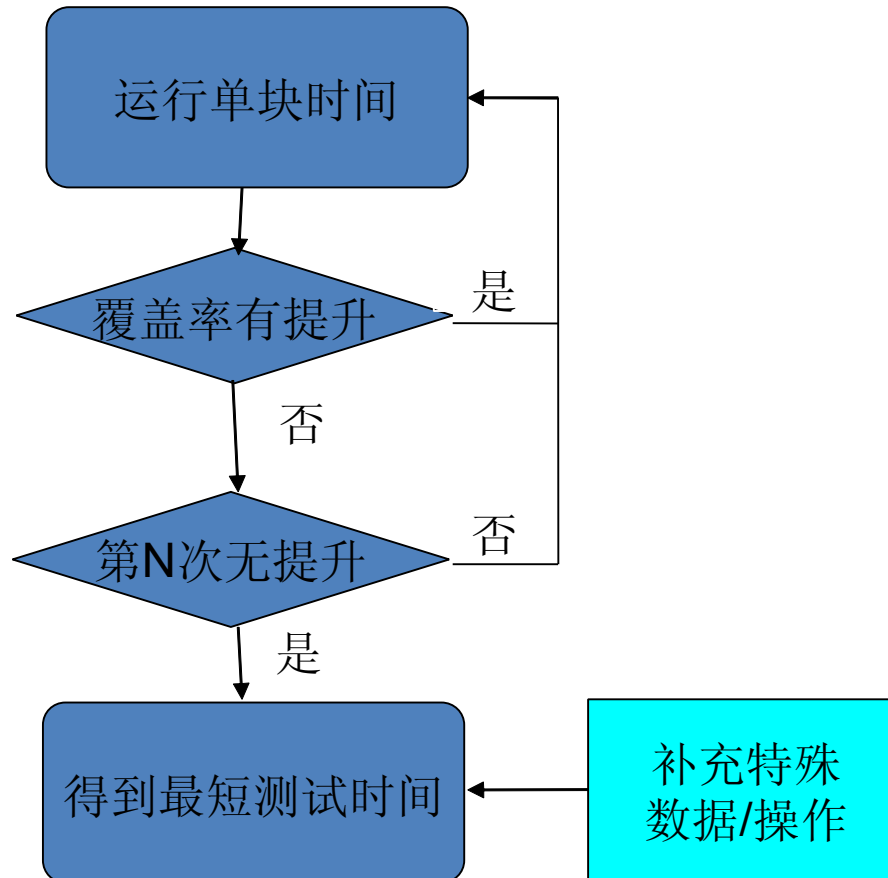 运行单块时间
覆盖率有提升
是
否
第N次无提升
否
是
得到最短测试时间
补充特殊
数据/操作